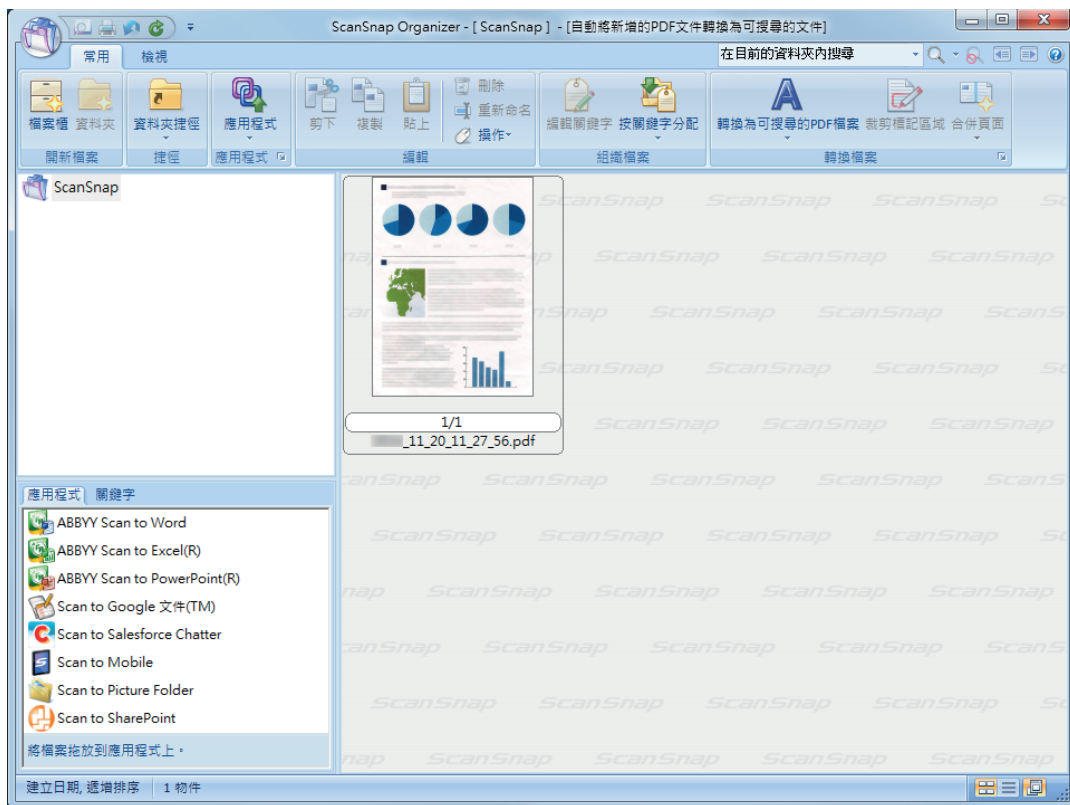 ScanSnap Organizer - [ ScanSnap ] - [自動將新增的PDF文件轉換為可搜尋的文件]
常用 檢視 在目前的資料夾內搜尋
檔案櫃 資料夾 資料夾捷徑 應用程式 剪下 複製 貼上 刪除 重新命名 操作 編輯關鍵字 按關鍵字分配 轉換為可搜尋的PDF檔案 裁剪標記區域 合併頁面
開新檔案 捷徑 應用程式 編輯 組織檔案 轉換檔案
ScanSnap
1/1
_11_20_11_27_56.pdf
應用程式 關鍵字
ABBYY Scan to Word
ABBYY Scan to Excel(R)
ABBYY Scan to PowerPoint(R)
Scan to Google 文件(TM)
Scan to Salesforce Chatter
Scan to Mobile
Scan to Picture Folder
Scan to SharePoint
將檔案拖放到應用程式上。
建立日期, 遞增排序 1 物件